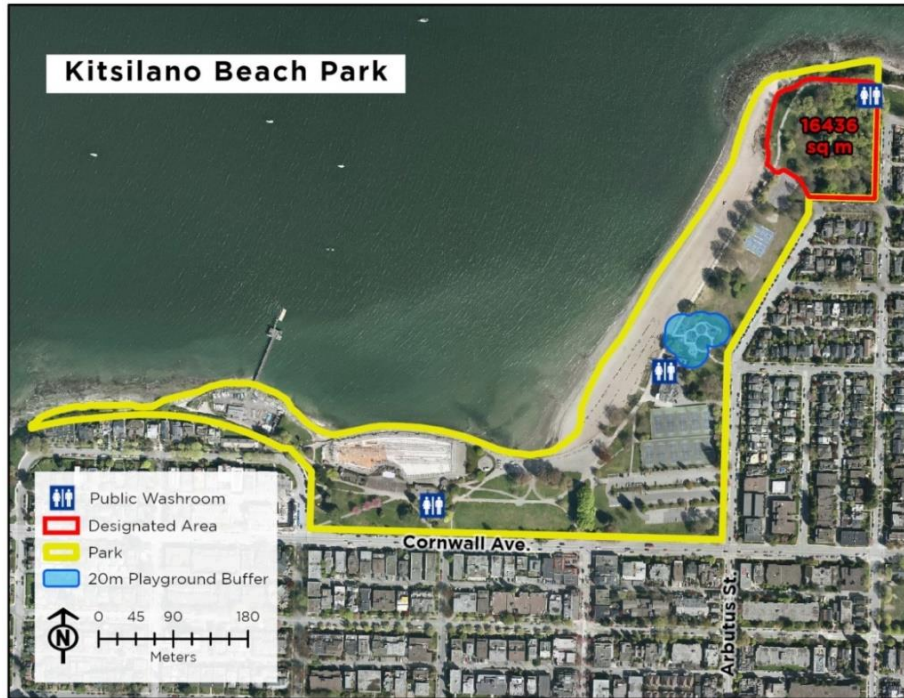 Kitsilano Beach Park
16436
sq m
Public Washroom
Designated Area
Park
20m Playground Buffer
N
0 45 90 180
Meters
Cornwall Ave.
Arbutus St.